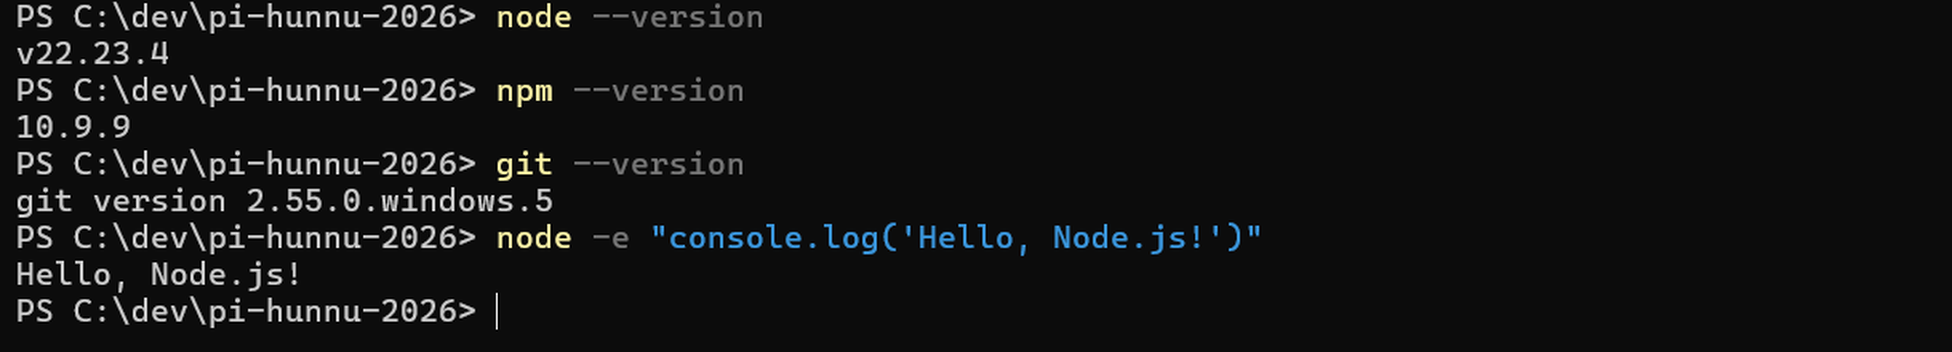 PS C:\dev\pi-hunnu-2026> node --version
v22.23.4
PS C:\dev\pi-hunnu-2026> npm --version
10.9.9
PS C:\dev\pi-hunnu-2026> git --version
git version 2.55.0.windows.5
PS C:\dev\pi-hunnu-2026> node -e "console.log('Hello, Node.js!')"
Hello, Node.js!
PS C:\dev\pi-hunnu-2026>